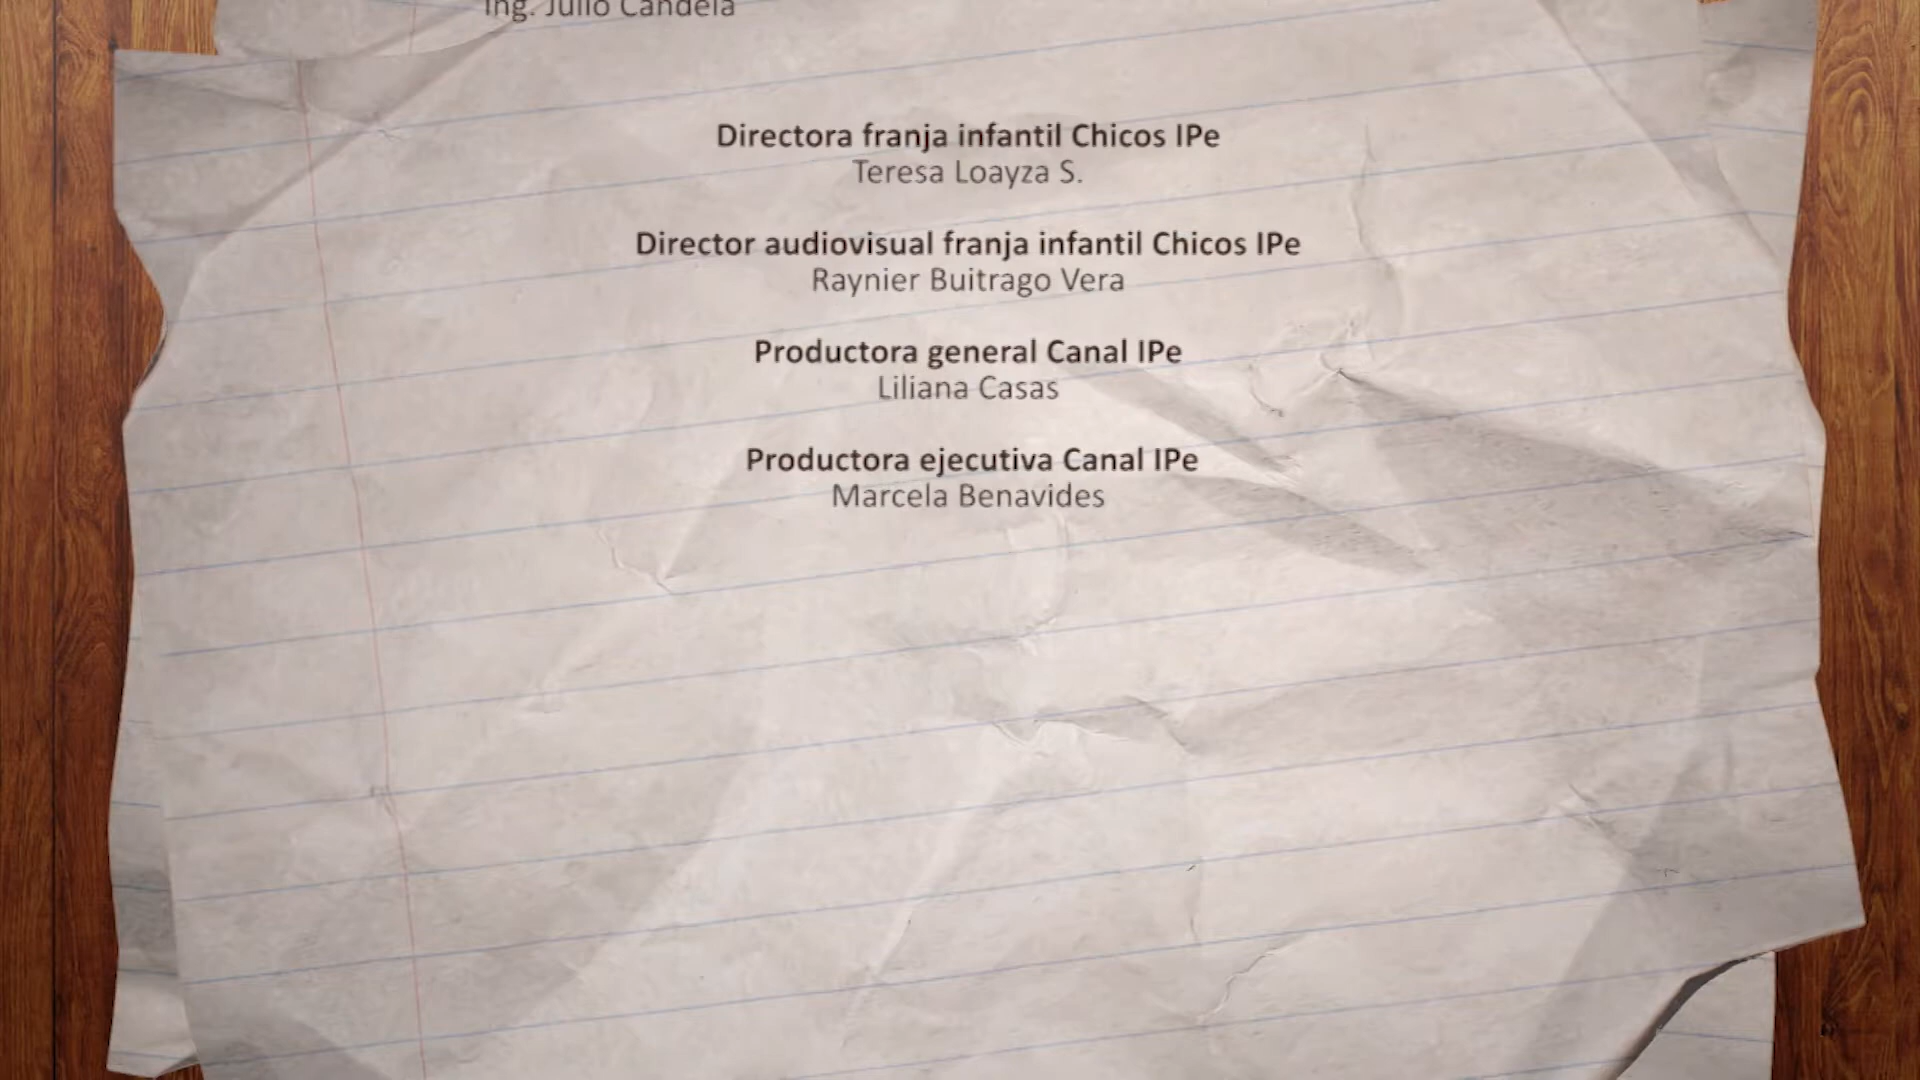 Ing. Julio Candela
Directora franja infantil Chicos IPe
Teresa Loayza S.
Director audiovisual franja infantil Chicos IPe
Raynier Buitrago Vera
Productora general Canal IPe
Liliana Casas
Productora ejecutiva Canal IPe
Marcela Benavides